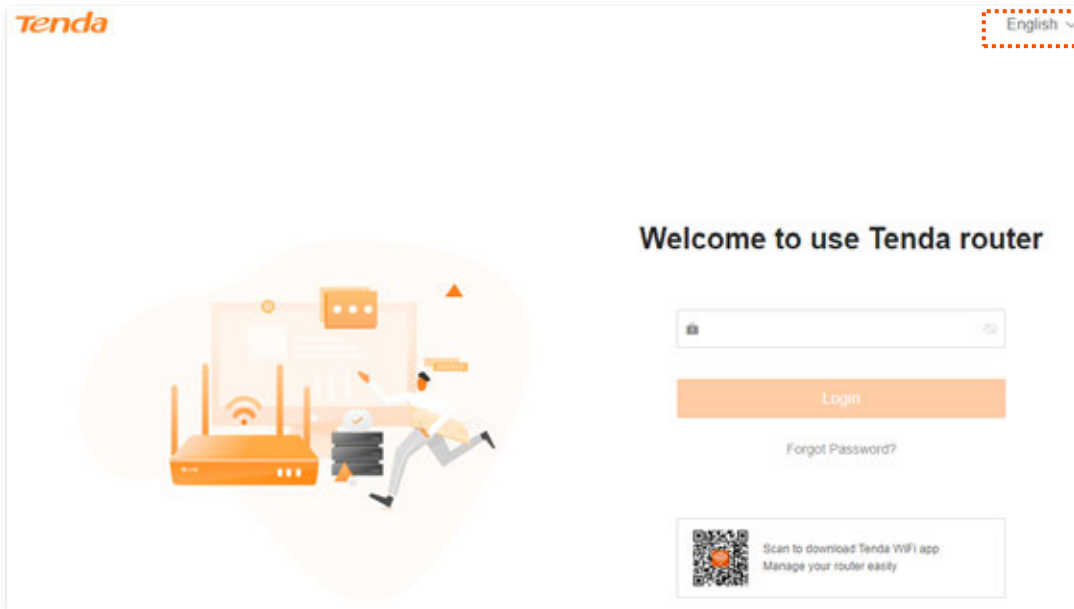 Tenda
English
Welcome to use Tenda router
Login
Forgot Password?
Scan to download Tenda WiFi app
Manage your router easily